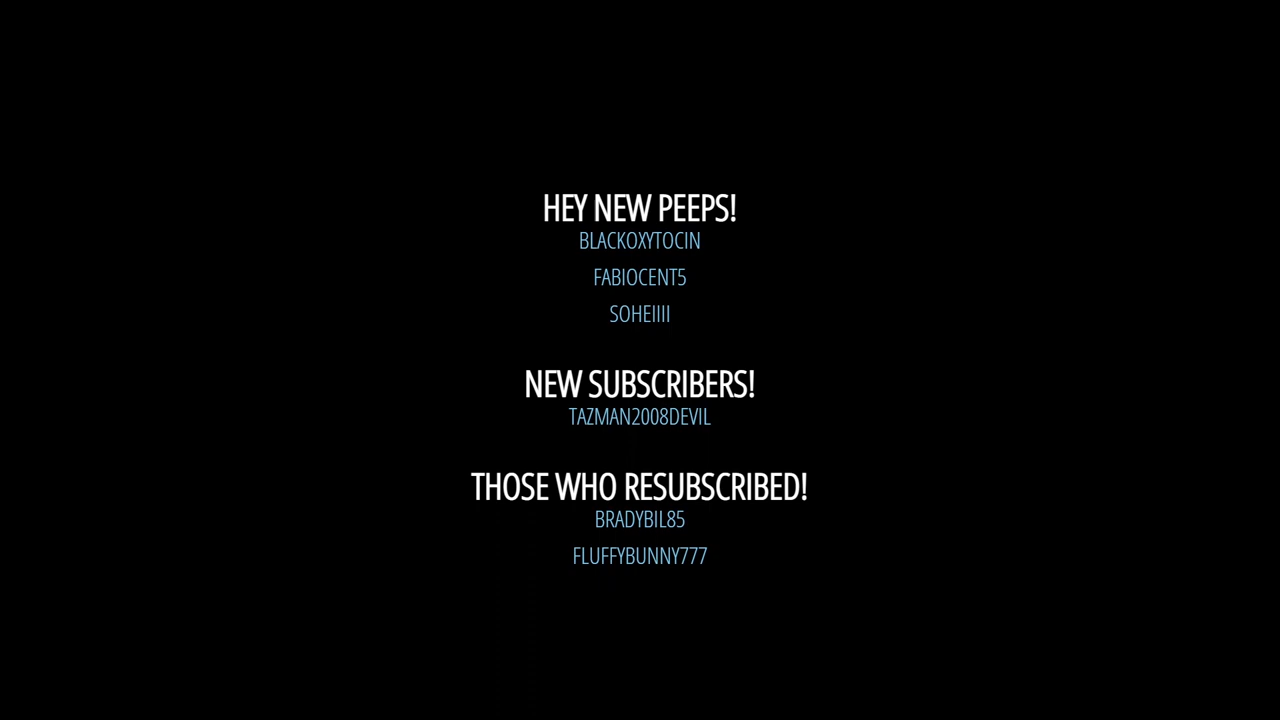 HEY NEW PEEPS!
BLACKOXYTOCIN
FABIOCENT5
SOHEIIII
NEW SUBSCRIBERS!
TAZMAN2008DEVIL
THOSE WHO RESUBSCRIBED!
BRADYBIL85
FLUFFYBUNNY777